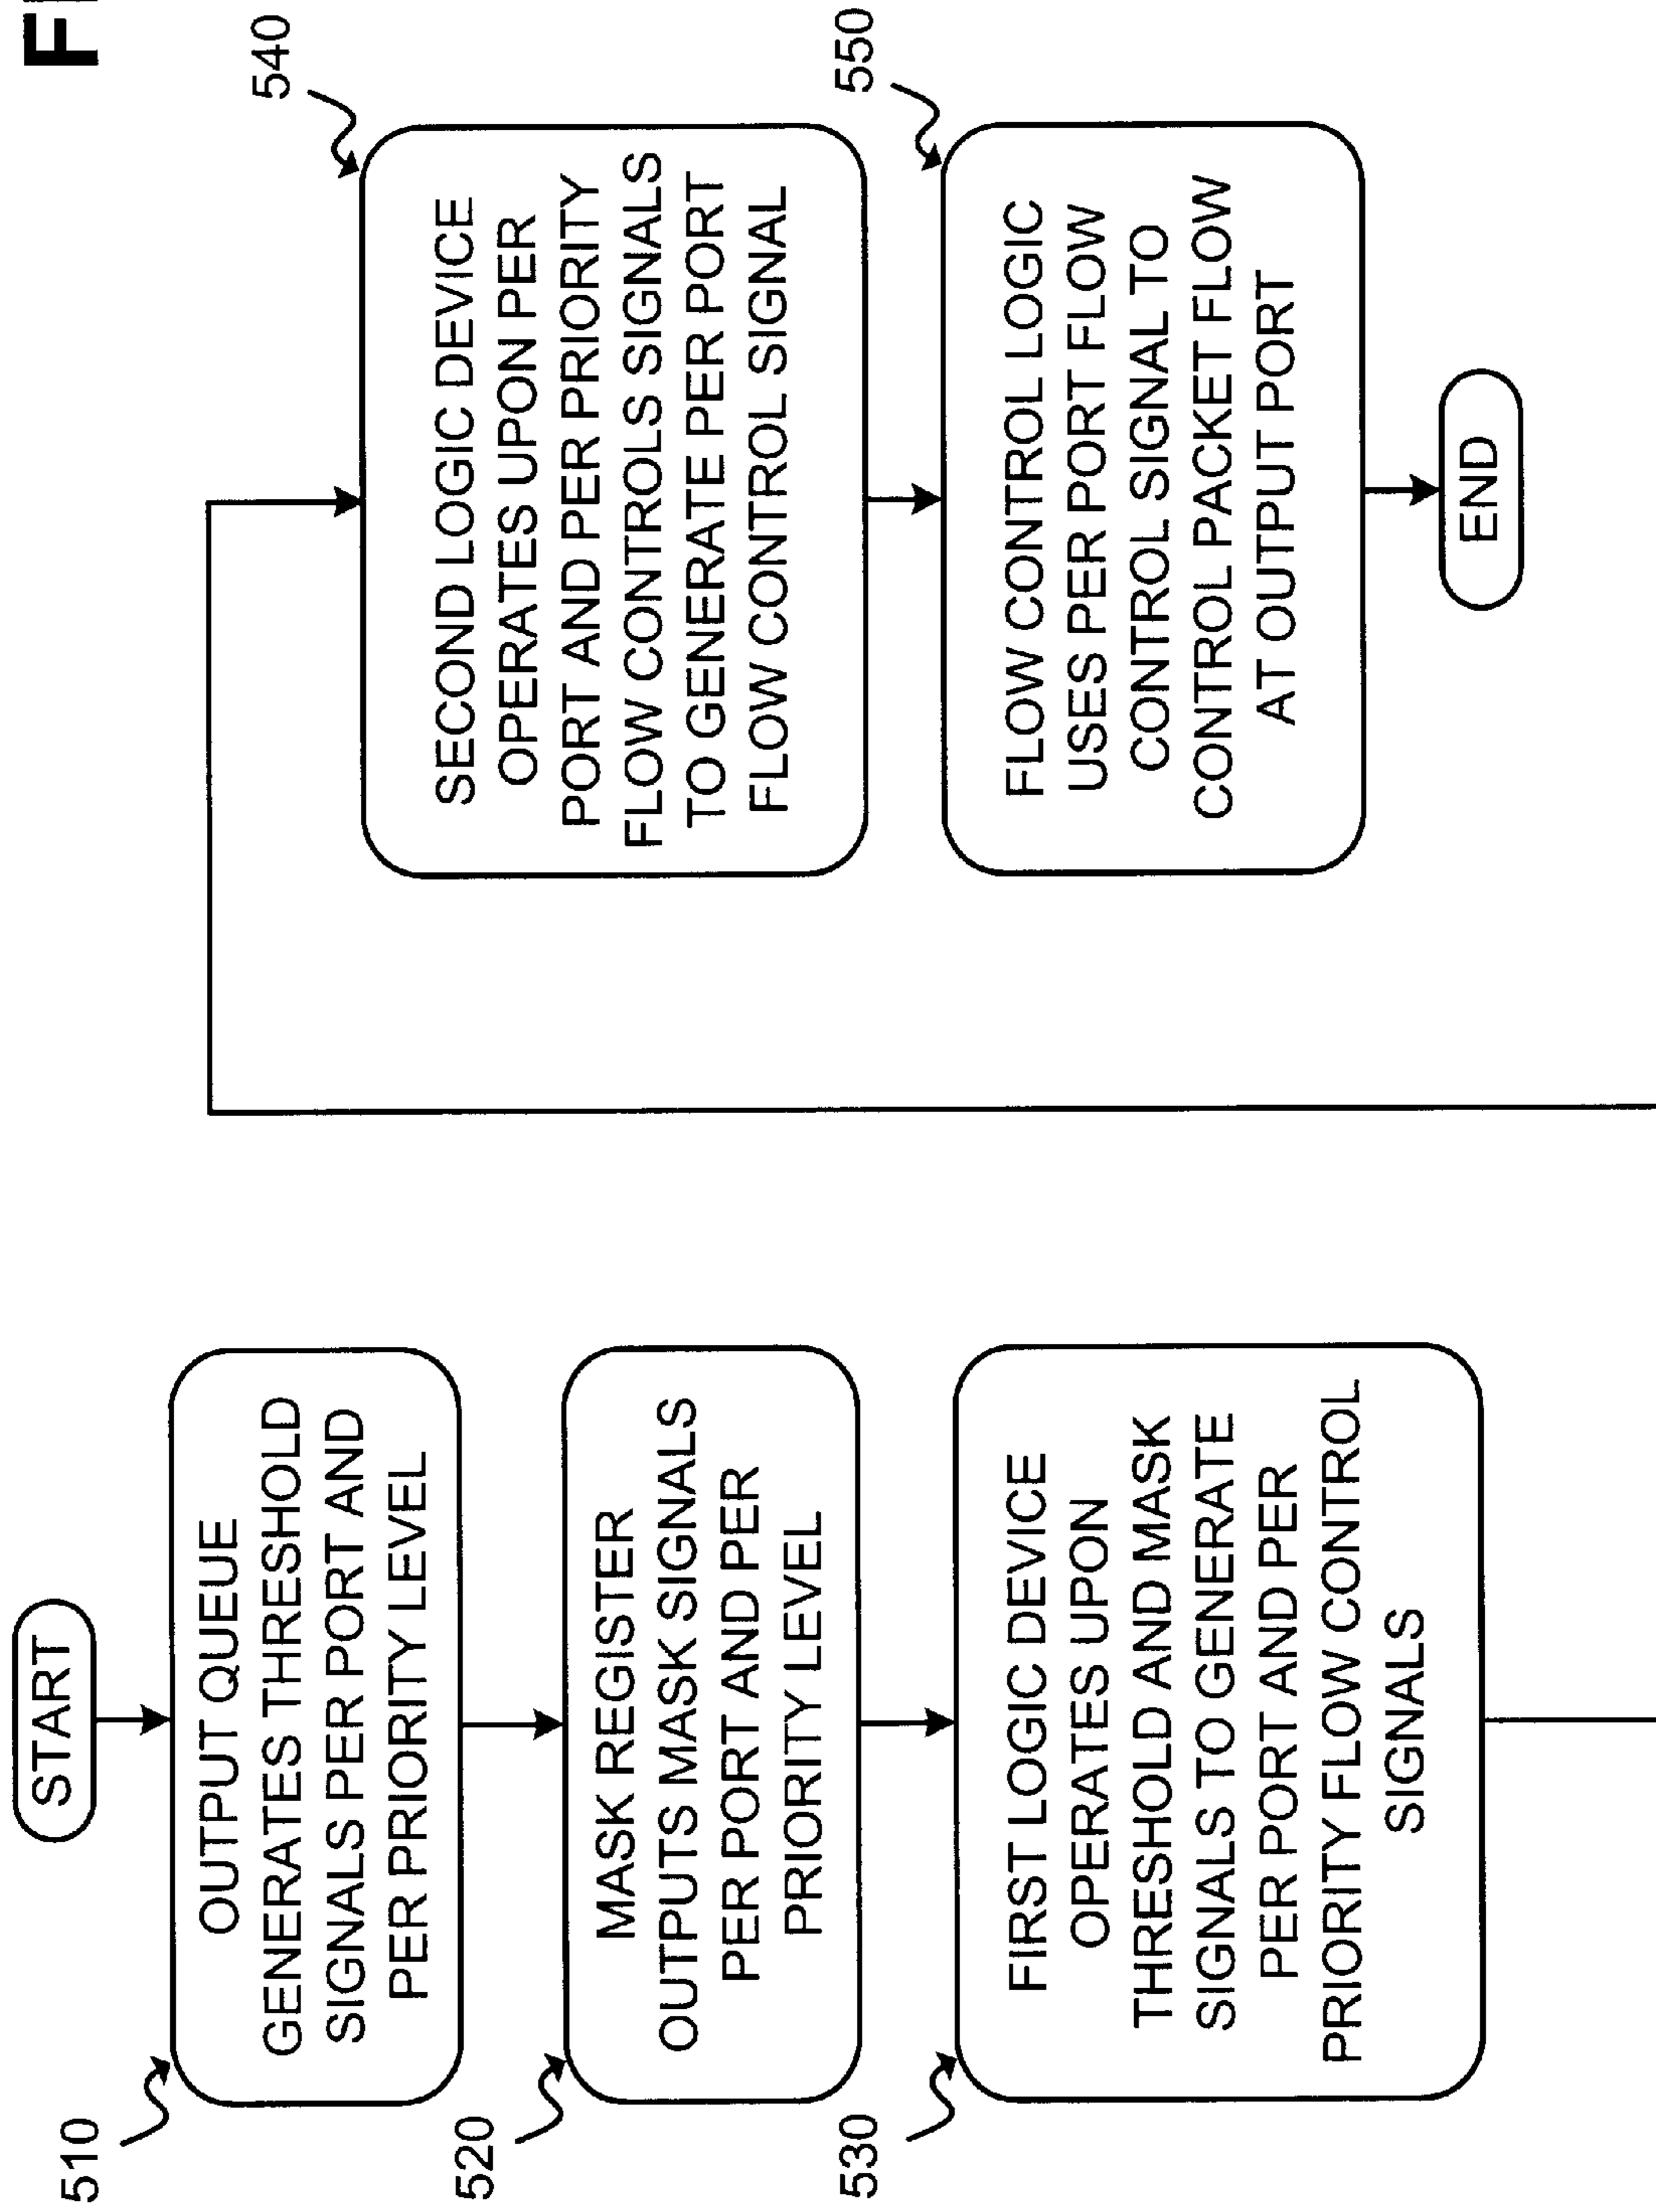 START
510
OUTPUT QUEUE
GENERATES THRESHOLD
SIGNALS PER PORT AND
PER PRIORITY LEVEL
520
MASK REGISTER
OUTPUTS MASK SIGNALS
PER PORT AND PER
PRIORITY LEVEL
530
FIRST LOGIC DEVICE
OPERATES UPON
THRESHOLD AND MASK
SIGNALS TO GENERATE
PER PORT AND PER
PRIORITY FLOW CONTROL
SIGNALS
540
SECOND LOGIC DEVICE
OPERATES UPON PER
PORT AND PER PRIORITY
FLOW CONTROLS SIGNALS
TO GENERATE PER PORT
FLOW CONTROL SIGNAL
550
FLOW CONTROL LOGIC
USES PER PORT FLOW
CONTROL SIGNAL TO
CONTROL PACKET FLOW
AT OUTPUT PORT
END